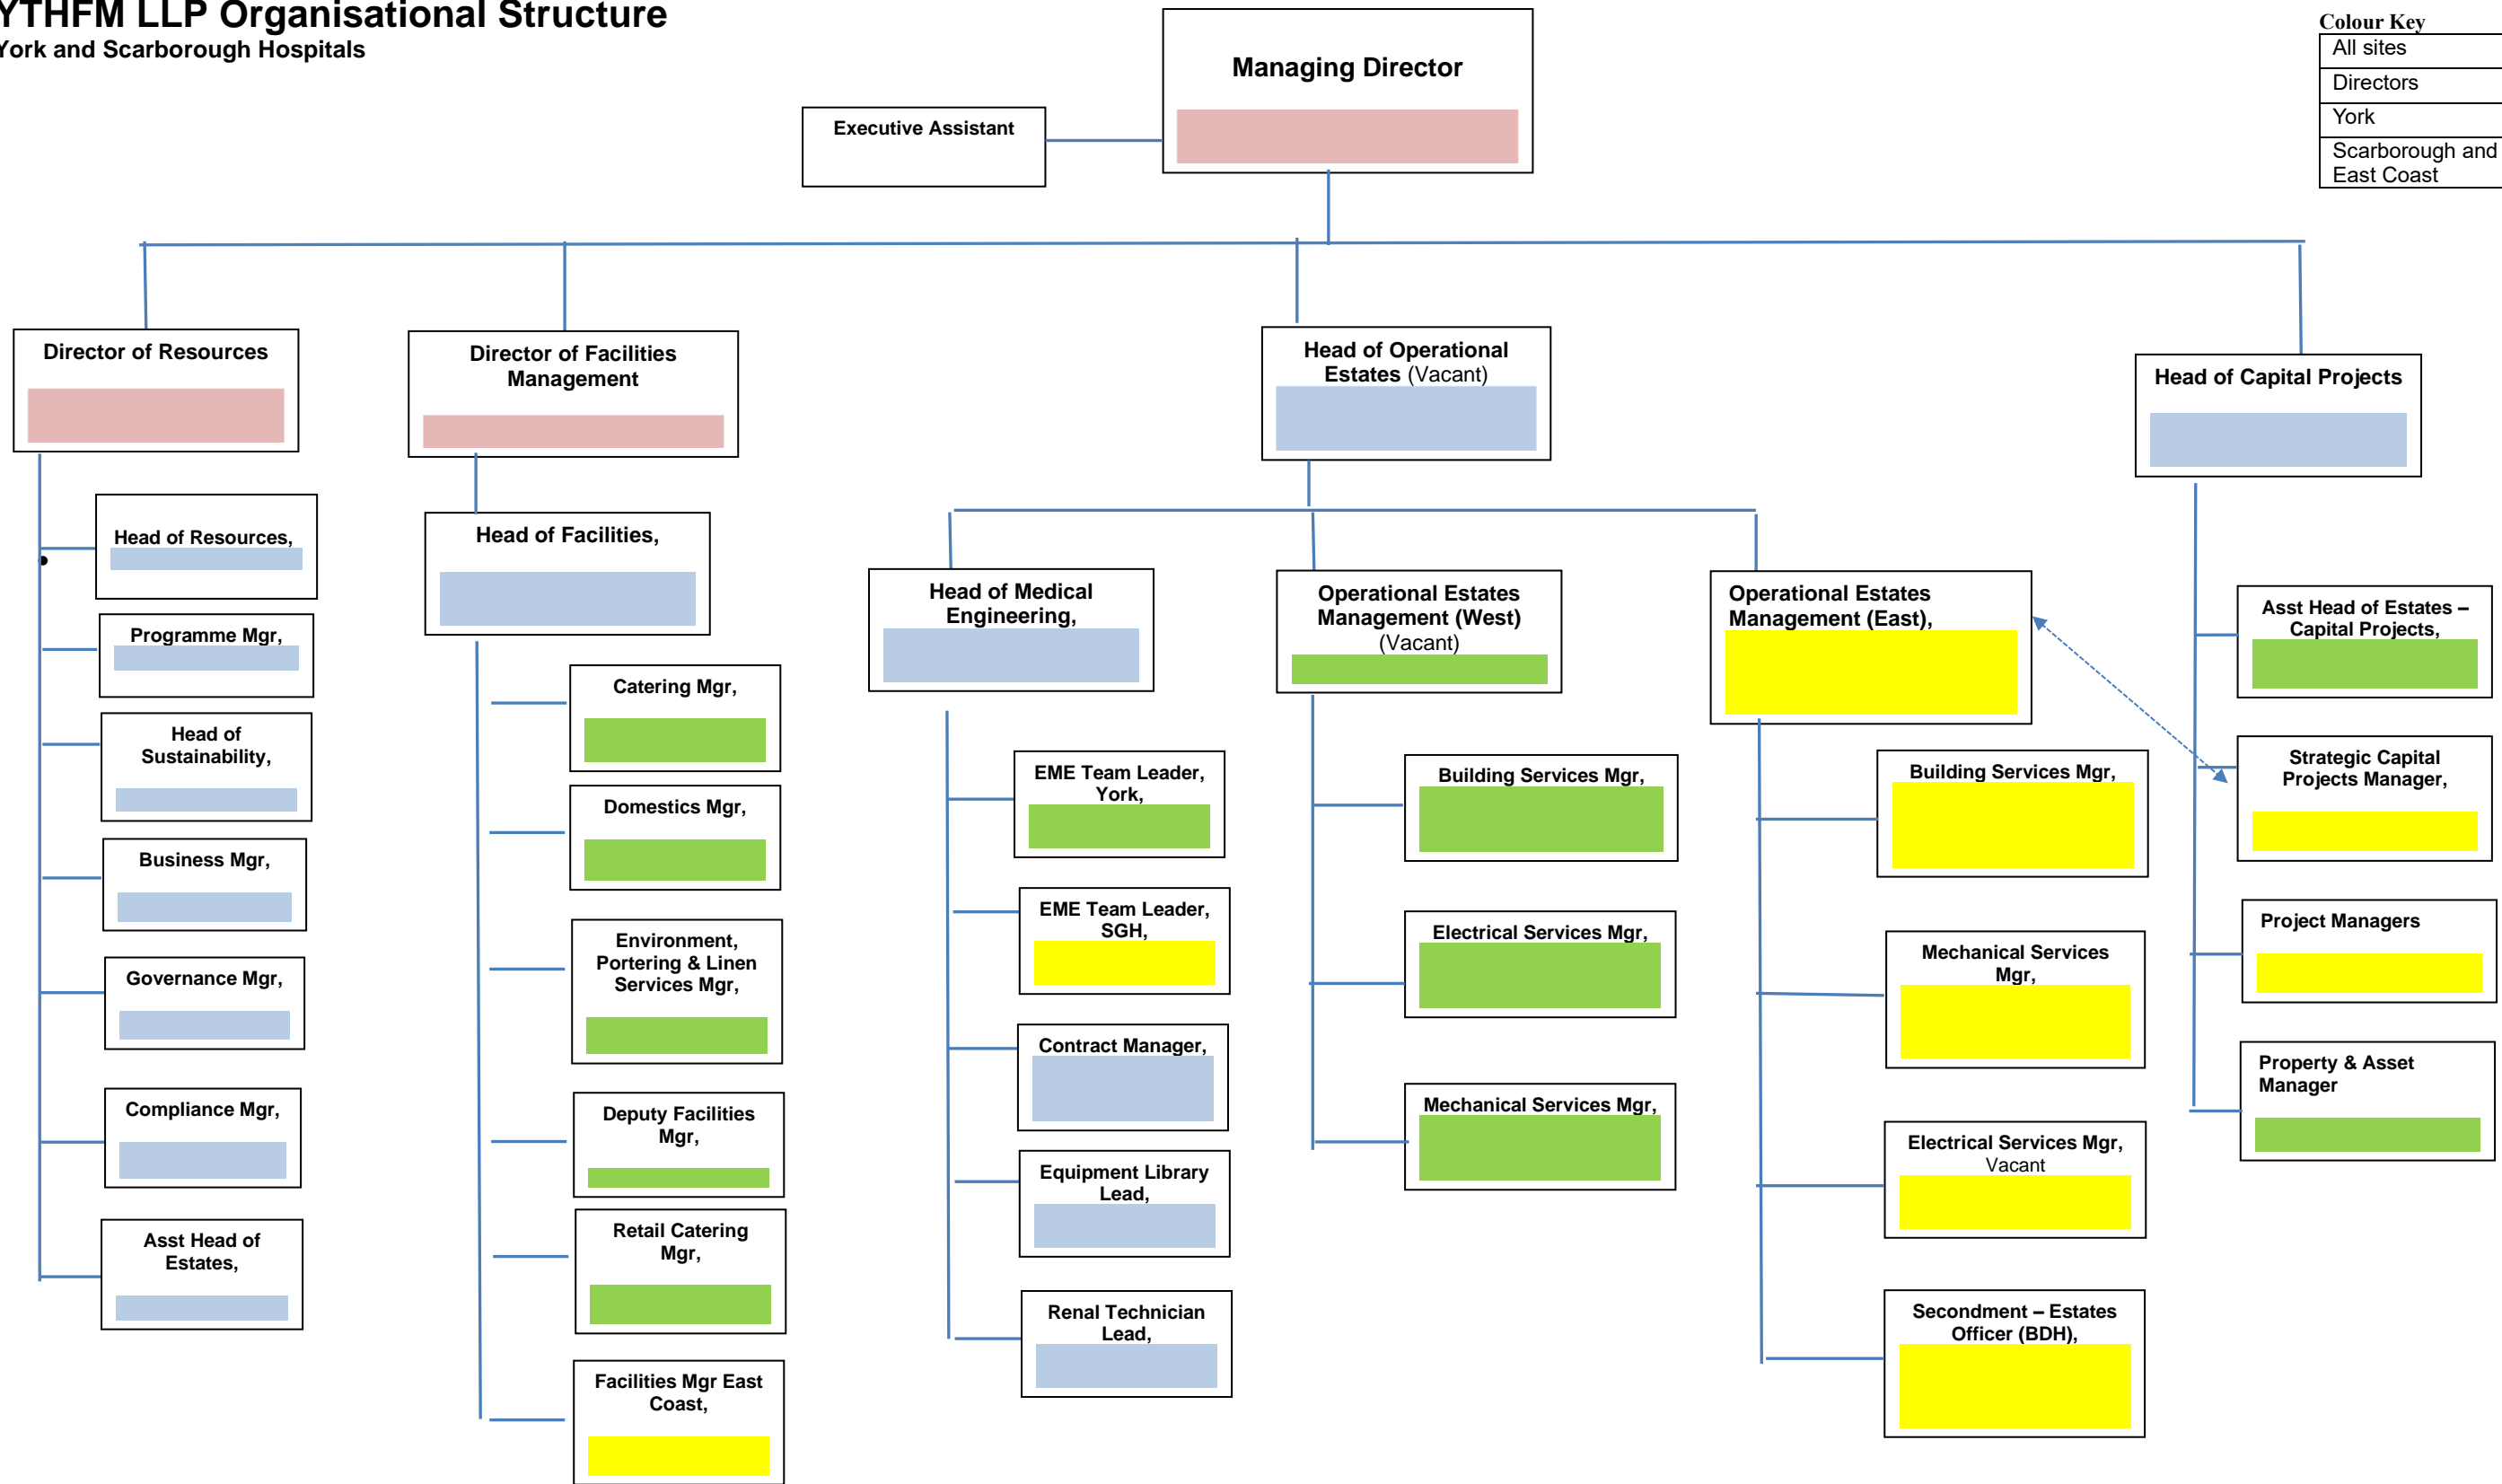 YTHFM LLP Organisational Structure
York and Scarborough Hospitals
Colour Key
All sites
Directors
York
Scarborough and
East Coast
Managing Director
Executive Assistant
Director of Resources
Head of Resources,
Programme Mgr,
Head of
Sustainability,
Business Mgr,
Governance Mgr,
Compliance Mgr,
Asst Head of
Estates,
Director of Facilities
Management
Head of Facilities,
Catering Mgr,
Domestics Mgr,
Environment,
Portering & Linen
Services Mgr,
Deputy Facilities
Mgr,
Retail Catering
Mgr,
Facilities Mgr East
Coast,
Head of Operational
Estates (Vacant)
Head of Medical
Engineering,
EME Team Leader,
York,
EME Team Leader,
SGH,
Contract Manager,
Equipment Library
Lead,
Renal Technician
Lead,
Operational Estates
Management (West)
(Vacant)
Building Services Mgr,
Electrical Services Mgr,
Mechanical Services Mgr,
Operational Estates
Management (East),
Building Services Mgr,
Mechanical Services
Mgr,
Electrical Services Mgr,
Vacant
Secondment – Estates
Officer (BDH),
Head of Capital Projects
Asst Head of Estates –
Capital Projects,
Strategic Capital
Projects Manager,
Project Managers
Property & Asset
Manager